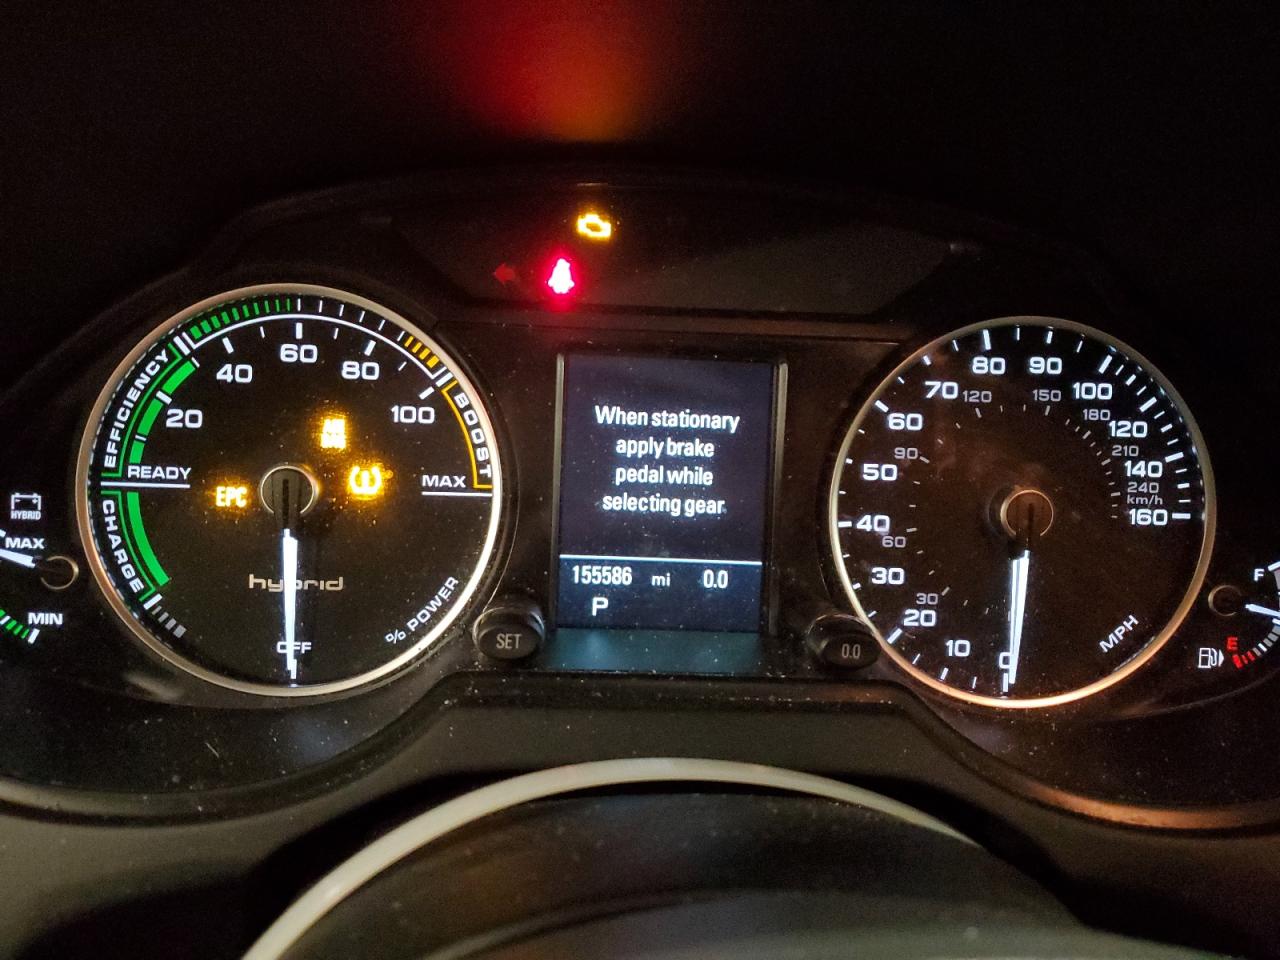 EFFICIENCY
CHARGE
READY
20
40
60
80
100
BOOST
MAX
EPC
AIR
BAG
hybrid
OFF
% POWER
HYBRID
MAX
MIN
SET
When stationary
apply brake
pedal while
selecting gear
155586 mi 0.0
P
0.0
0
10
20
30
40
50
60
70
80
90
100
120
140
160
30
60
90
120
150
180
210
240
km/h
MPH
F
E